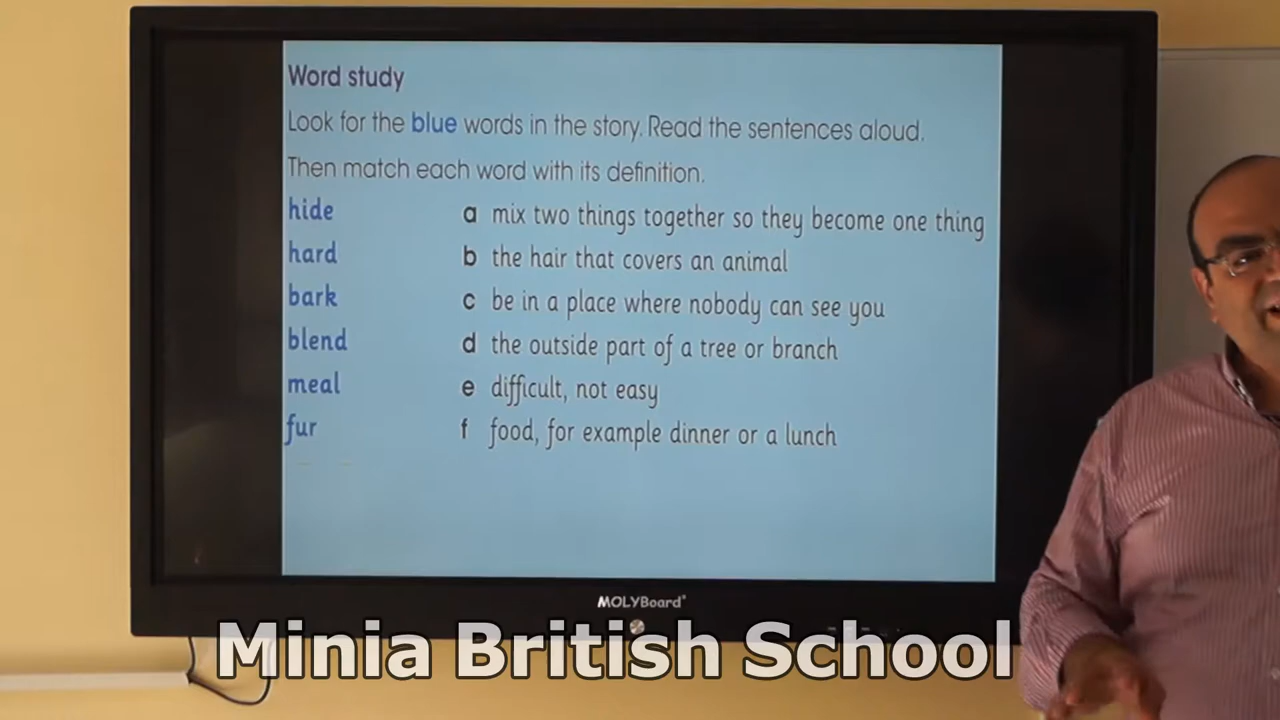 Word study
Look for the blue words in the story. Read the sentences aloud.
Then match each word with its definition.
hide a mix two things together so they become one thing
hard b the hair that covers an animal
bark c be in a place where nobody can see you
blend d the outside part of a tree or branch
meal e difficult, not easy
fur f food, for example dinner or a lunch
MOLYBoard
Minia British School